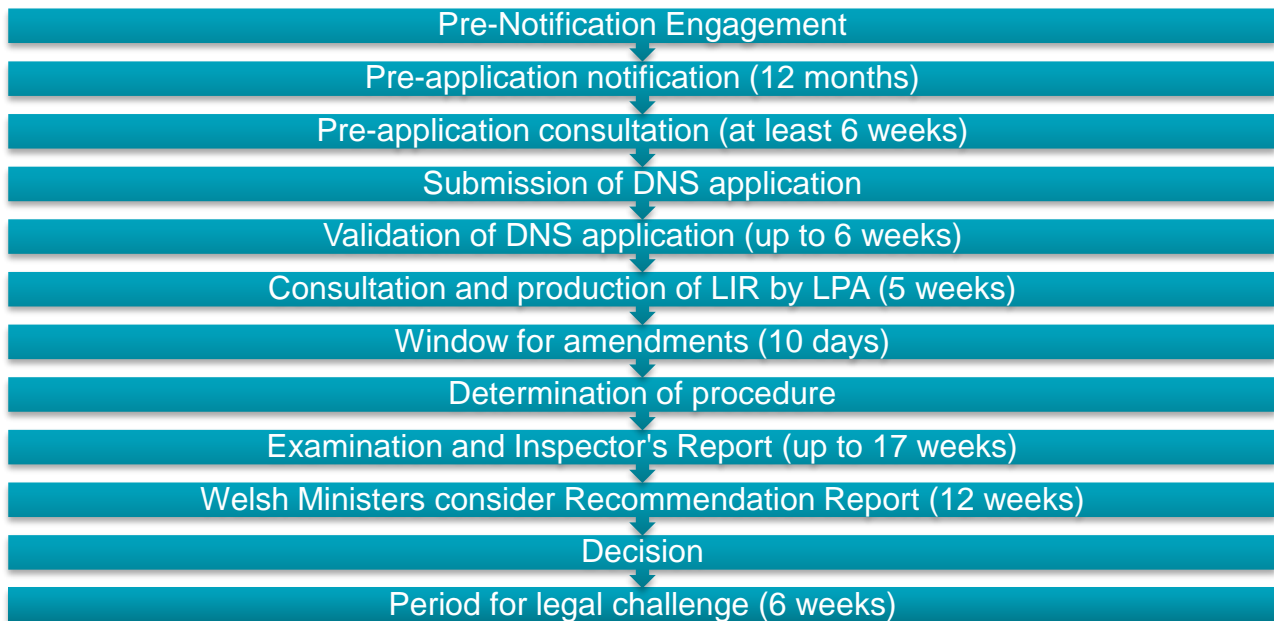 Pre-Notification Engagement
Pre-application notification (12 months)
Pre-application consultation (at least 6 weeks)
Submission of DNS application
Validation of DNS application (up to 6 weeks)
Consultation and production of LIR by LPA (5 weeks)
Window for amendments (10 days)
Determination of procedure
Examination and Inspector's Report (up to 17 weeks)
Welsh Ministers consider Recommendation Report (12 weeks)
Decision
Period for legal challenge (6 weeks)